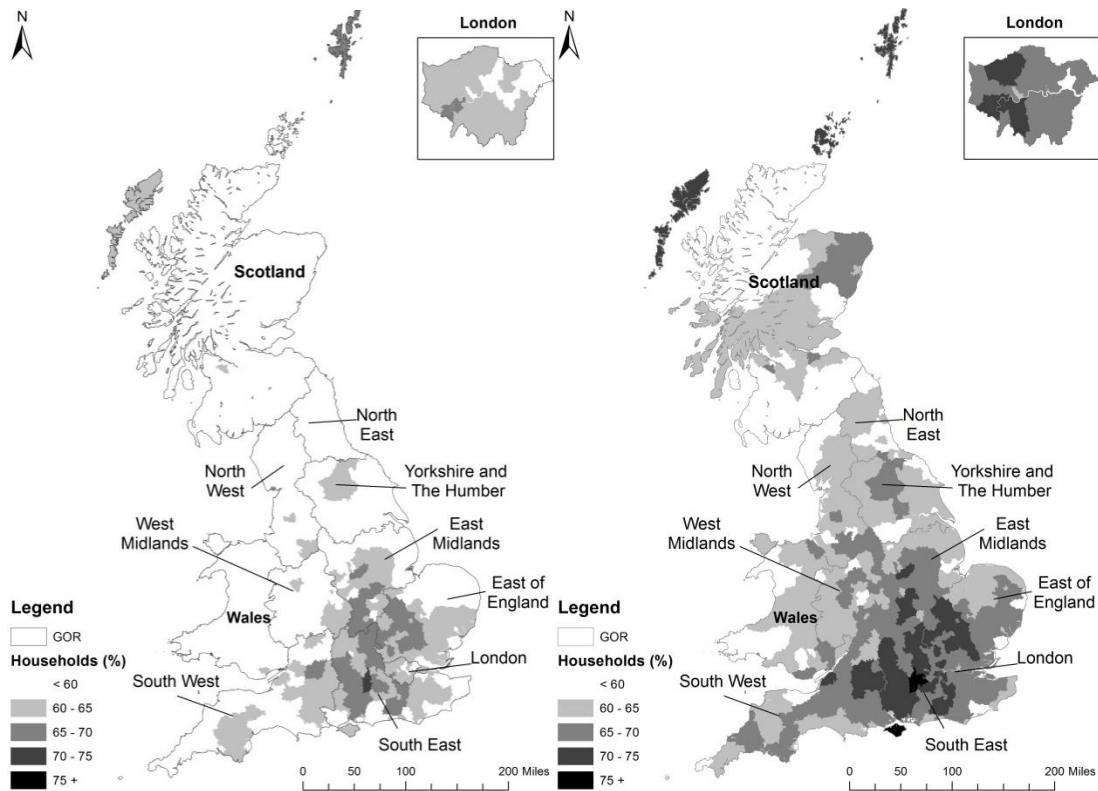 N
London
Scotland
North
East
North
West
Yorkshire and
The Humber
West
Midlands
East
Midlands
East of
England
Wales
London
South West
South East
Legend
GOR
Households (%)
< 60
60 - 65
65 - 70
70 - 75
75 +
0 50 100 200 Miles
N
London
Scotland
North
East
North
West
Yorkshire and
The Humber
West
Midlands
East
Midlands
East of
England
Wales
London
South West
South East
Legend
GOR
Households (%)
< 60
60 - 65
65 - 70
70 - 75
75 +
0 50 100 200 Miles